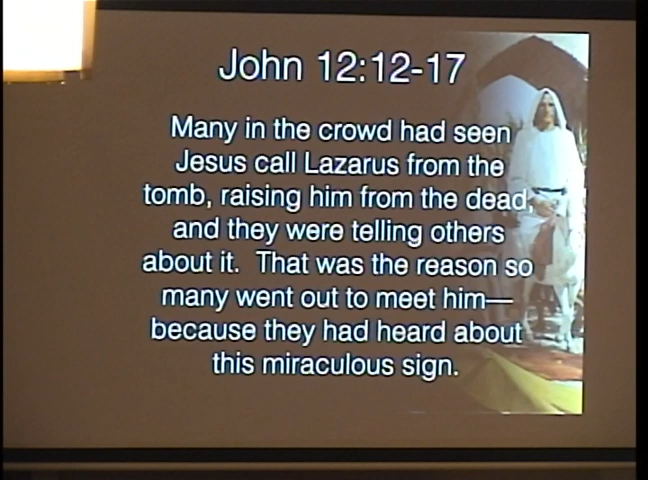 John 12:12-17
Many in the crowd had seen
Jesus call Lazarus from the
tomb, raising him from the dead,
and they were telling others
about it. That was the reason so
many went out to meet him—
because they had heard about
this miraculous sign.